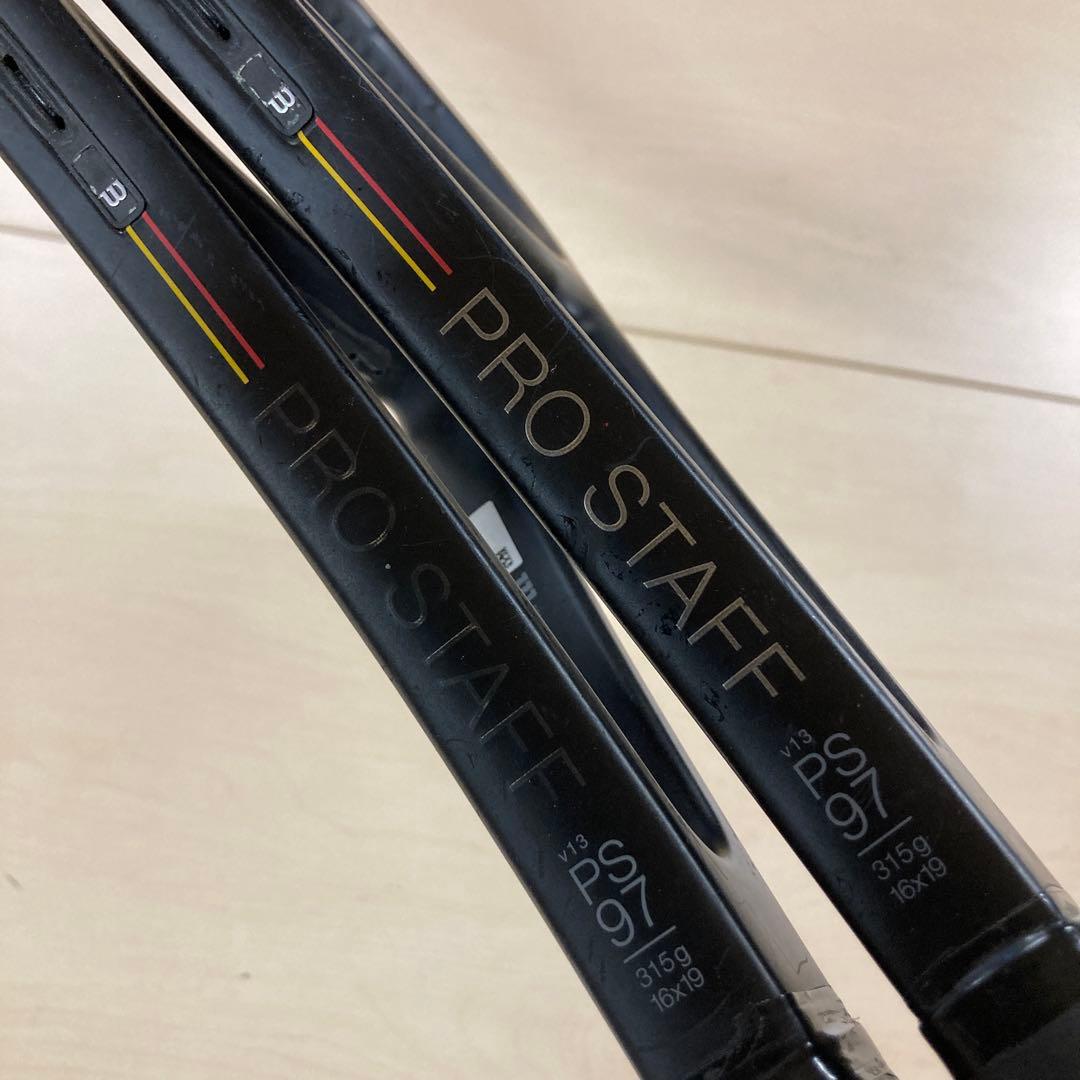 PRO STAFF
v13
PS
97
315g
16x19
PRO STAFF
v13
PS
97
315g
16x19